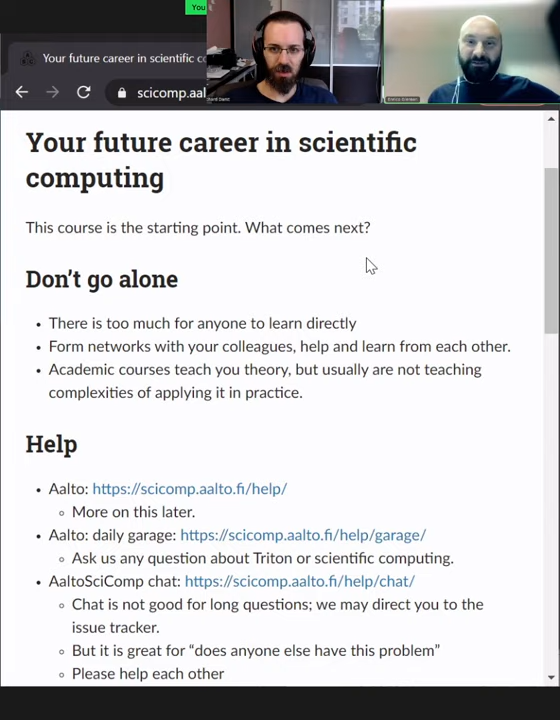 You
Your future career in scientific co
scicomp.aal
Your future career in scientific
computing
This course is the starting point. What comes next?
Don’t go alone
• There is too much for anyone to learn directly
• Form networks with your colleagues, help and learn from each other.
• Academic courses teach you theory, but usually are not teaching
complexities of applying it in practice.
Help
• Aalto: https://scicomp.aalto.fi/help/
◦ More on this later.
• Aalto: daily garage: https://scicomp.aalto.fi/help/garage/
◦ Ask us any question about Triton or scientific computing.
• AaltoSciComp chat: https://scicomp.aalto.fi/help/chat/
◦ Chat is not good for long questions; we may direct you to the
issue tracker.
◦ But it is great for “does anyone else have this problem”
◦ Please help each other